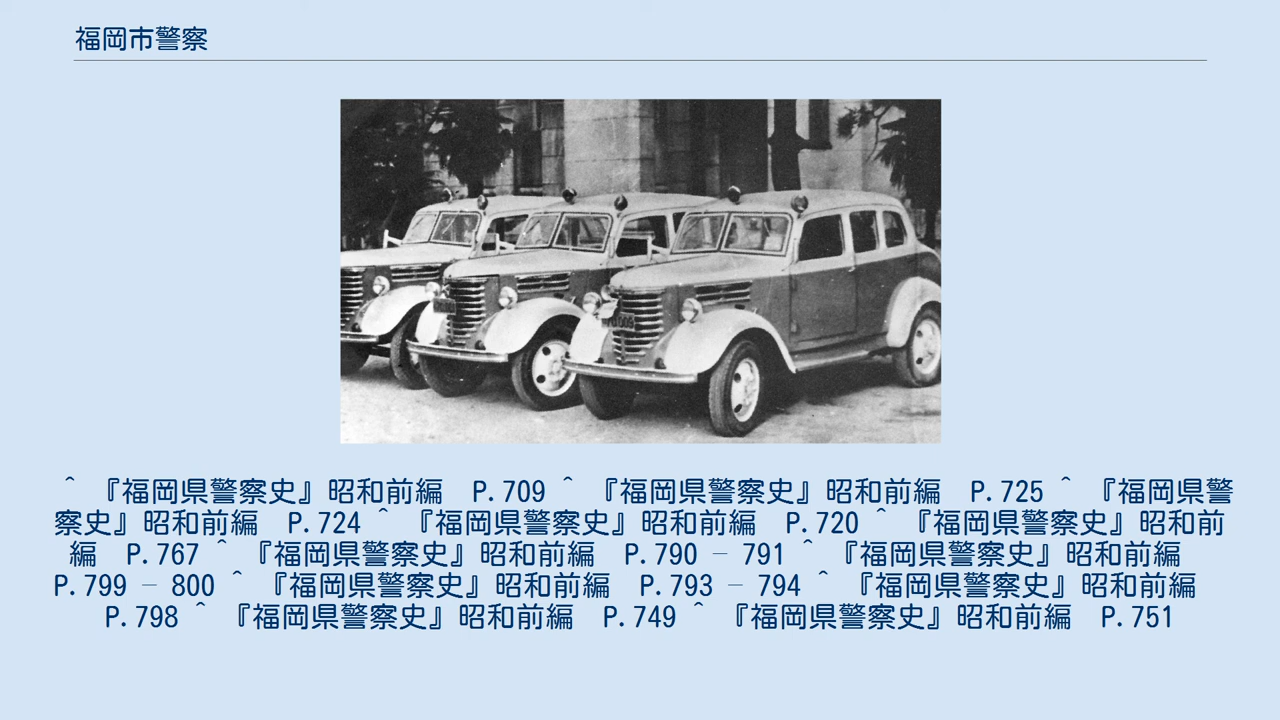 福岡市警察
^ 『福岡県警察史』昭和前編　P.709 ^ 『福岡県警察史』昭和前編　P.725 ^ 『福岡県警
察史』昭和前編　P.724 ^ 『福岡県警察史』昭和前編　P.720 ^ 『福岡県警察史』昭和前
編　P.767 ^ 『福岡県警察史』昭和前編　P.790 – 791 ^ 『福岡県警察史』昭和前編
P.799 – 800 ^ 『福岡県警察史』昭和前編　P.793 – 794 ^ 『福岡県警察史』昭和前編
P.798 ^ 『福岡県警察史』昭和前編　P.749 ^ 『福岡県警察史』昭和前編　P.751